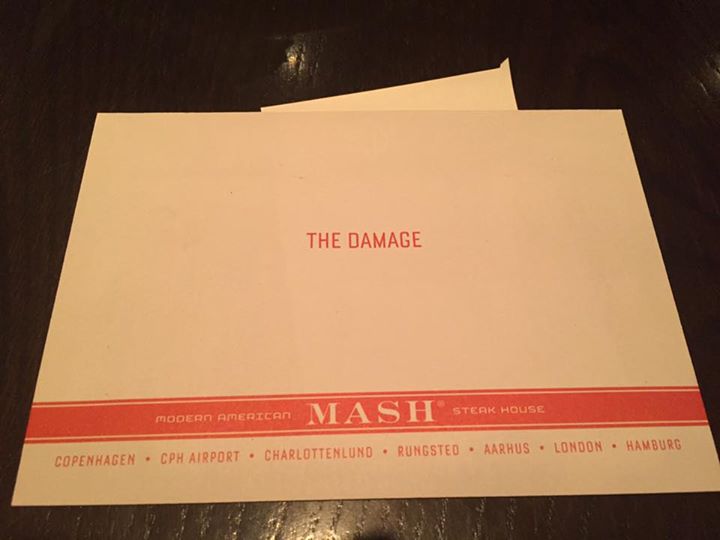 THE DAMAGE
MODERN AMERICAN MASH® STEAK HOUSE
COPENHAGEN • CPH AIRPORT • CHARLOTTENLUND • RUNGSTED • AARHUS • LONDON • HAMBURG